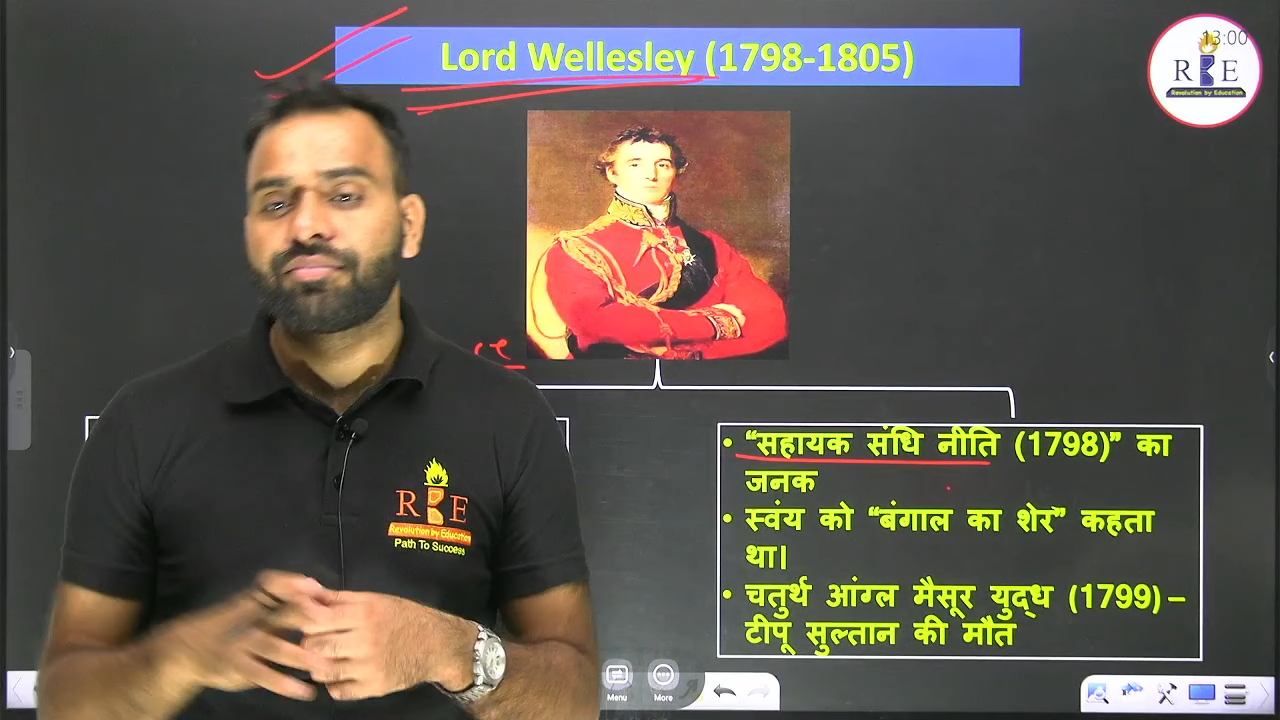 Lord Wellesley (1798-1805)
13:00
RBE
Revolution by Education
• “सहायक संधि नीति (1798)” का
जनक
• स्वंय को “बंगाल का शेर” कहता
था।
• चतुर्थ आंग्ल मैसूर युद्ध (1799) –
टीपू सुल्तान की मौत
RBE
Revolution by Education
Path To Success
Menu
More